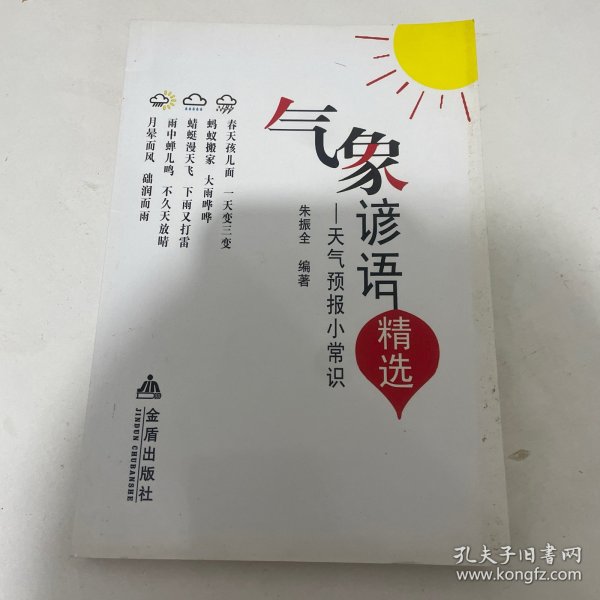 气象谚语
精选
—天气预报小常识
朱振全 编著
春天孩儿面 一天变三变
蚂蚁搬家 大雨哗哗
蜻蜓漫天飞 下雨又打雷
雨中蝉儿鸣 不久天放晴
月晕而风 础润而雨
金盾出版社
JINDUN CHUBANSHE
孔夫子旧书网
www.kongfz.com